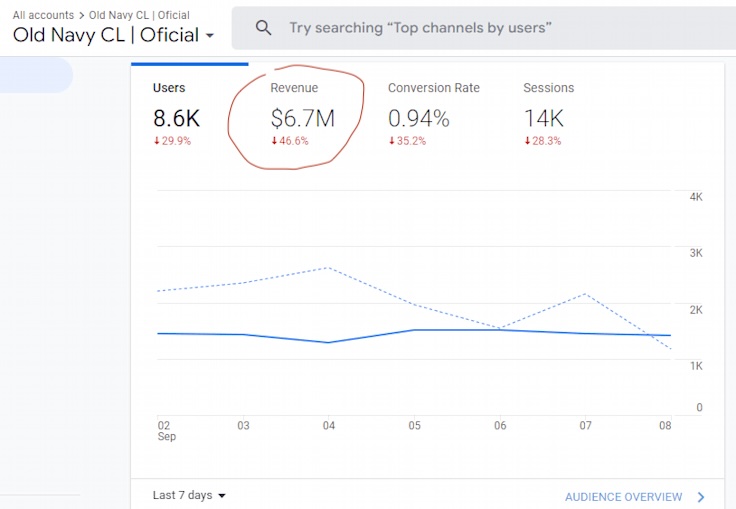 All accounts > Old Navy CL | Oficial
Old Navy CL | Oficial
Try searching “Top channels by users”
Users Revenue Conversion Rate Sessions
8.6K $6.7M 0.94% 14K
↓29.9% ↓46.6% ↓35.2% ↓28.3%
4K
3K
2K
1K
0
02 03 04 05 06 07 08
Sep
Last 7 days AUDIENCE OVERVIEW